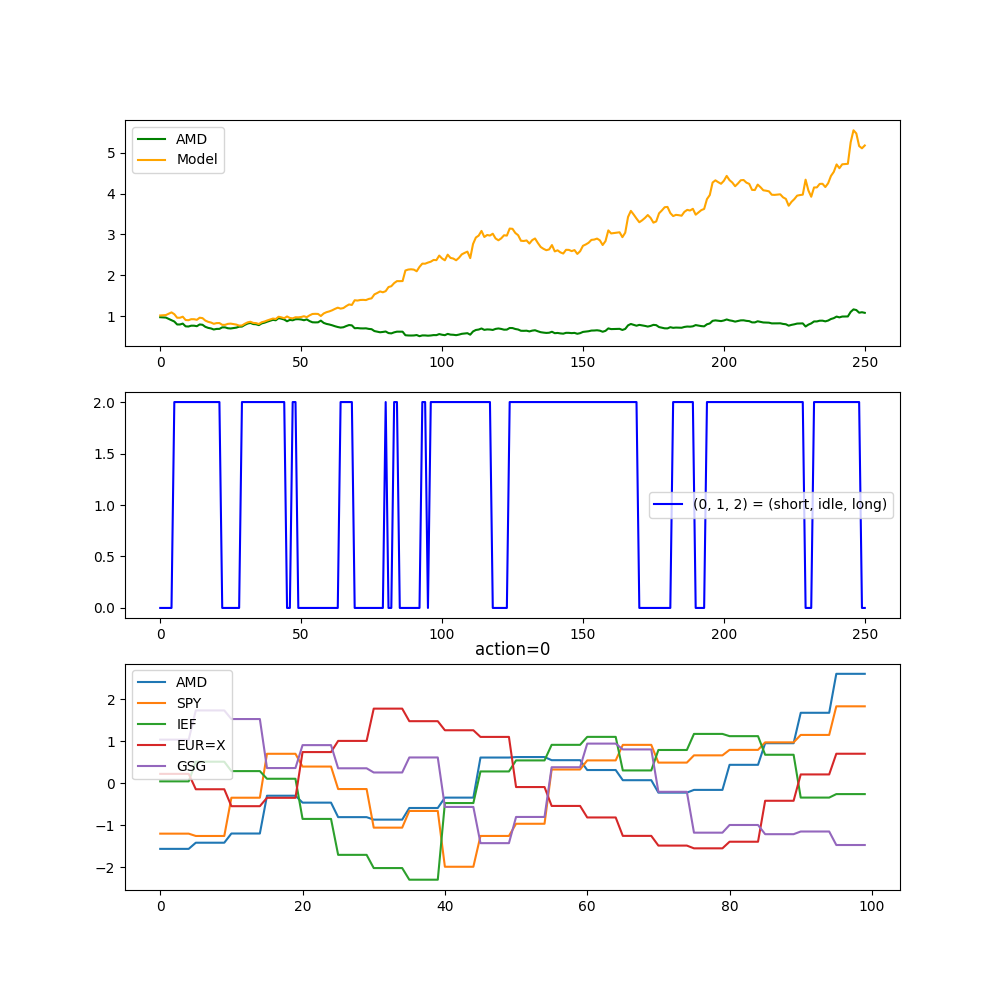 AMD
Model
5
4
3
2
1
0 50 100 150 200 250
2.0
1.5
1.0
0.5
0.0
(0, 1, 2) = (short, idle, long)
0 50 100 150 200 250
action=0
AMD
SPY
IEF
EUR=X
GSG
2
1
0
−1
−2
0 20 40 60 80 100